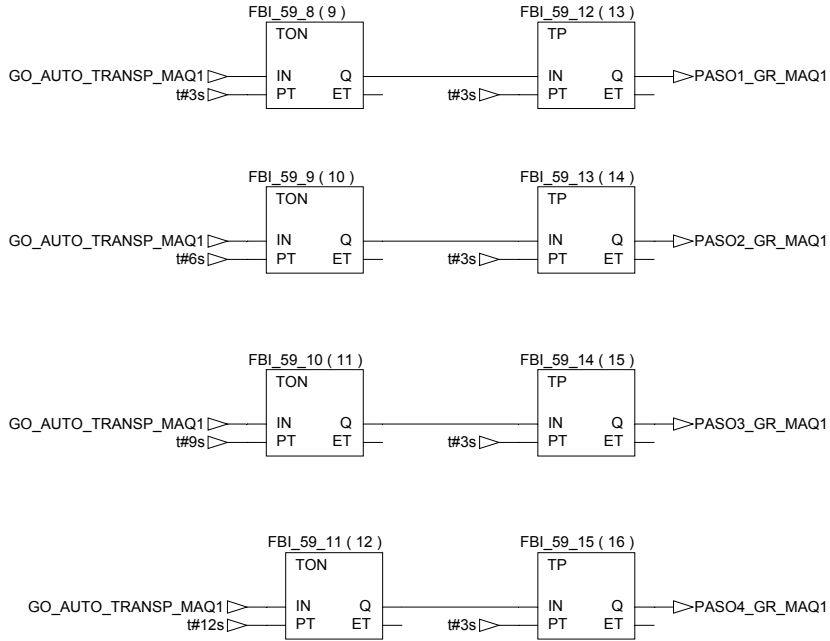 FBI_59_8 ( 9 ) FBI_59_12 ( 13 )
TON TP
GO_AUTO_TRANSP_MAQ1 IN Q IN Q PASO1_GR_MAQ1
t#3s PT ET t#3s PT ET
FBI_59_9 ( 10 ) FBI_59_13 ( 14 )
TON TP
GO_AUTO_TRANSP_MAQ1 IN Q IN Q PASO2_GR_MAQ1
t#6s PT ET t#3s PT ET
FBI_59_10 ( 11 ) FBI_59_14 ( 15 )
TON TP
GO_AUTO_TRANSP_MAQ1 IN Q IN Q PASO3_GR_MAQ1
t#9s PT ET t#3s PT ET
FBI_59_11 ( 12 ) FBI_59_15 ( 16 )
TON TP
GO_AUTO_TRANSP_MAQ1 IN Q IN Q PASO4_GR_MAQ1
t#12s PT ET t#3s PT ET